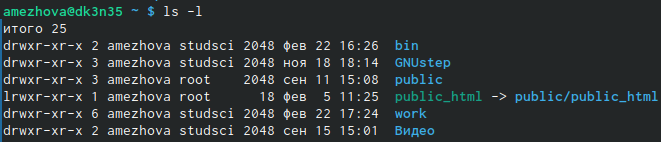 amezhova@dk3n35 ~ $ ls -l
итого 25
drwxr-xr-x 2 amezhova studsci 2048 фев 22 16:26 bin
drwxr-xr-x 3 amezhova studsci 2048 ноя 18 18:14 GNUstep
drwxr-xr-x 3 amezhova root 2048 сен 11 15:08 public
lrwxr-xr-x 1 amezhova root 18 фев 5 11:25 public_html -> public/public_html
drwxr-xr-x 6 amezhova studsci 2048 фев 22 17:24 work
drwxr-xr-x 2 amezhova studsci 2048 сен 15 15:01 Видео